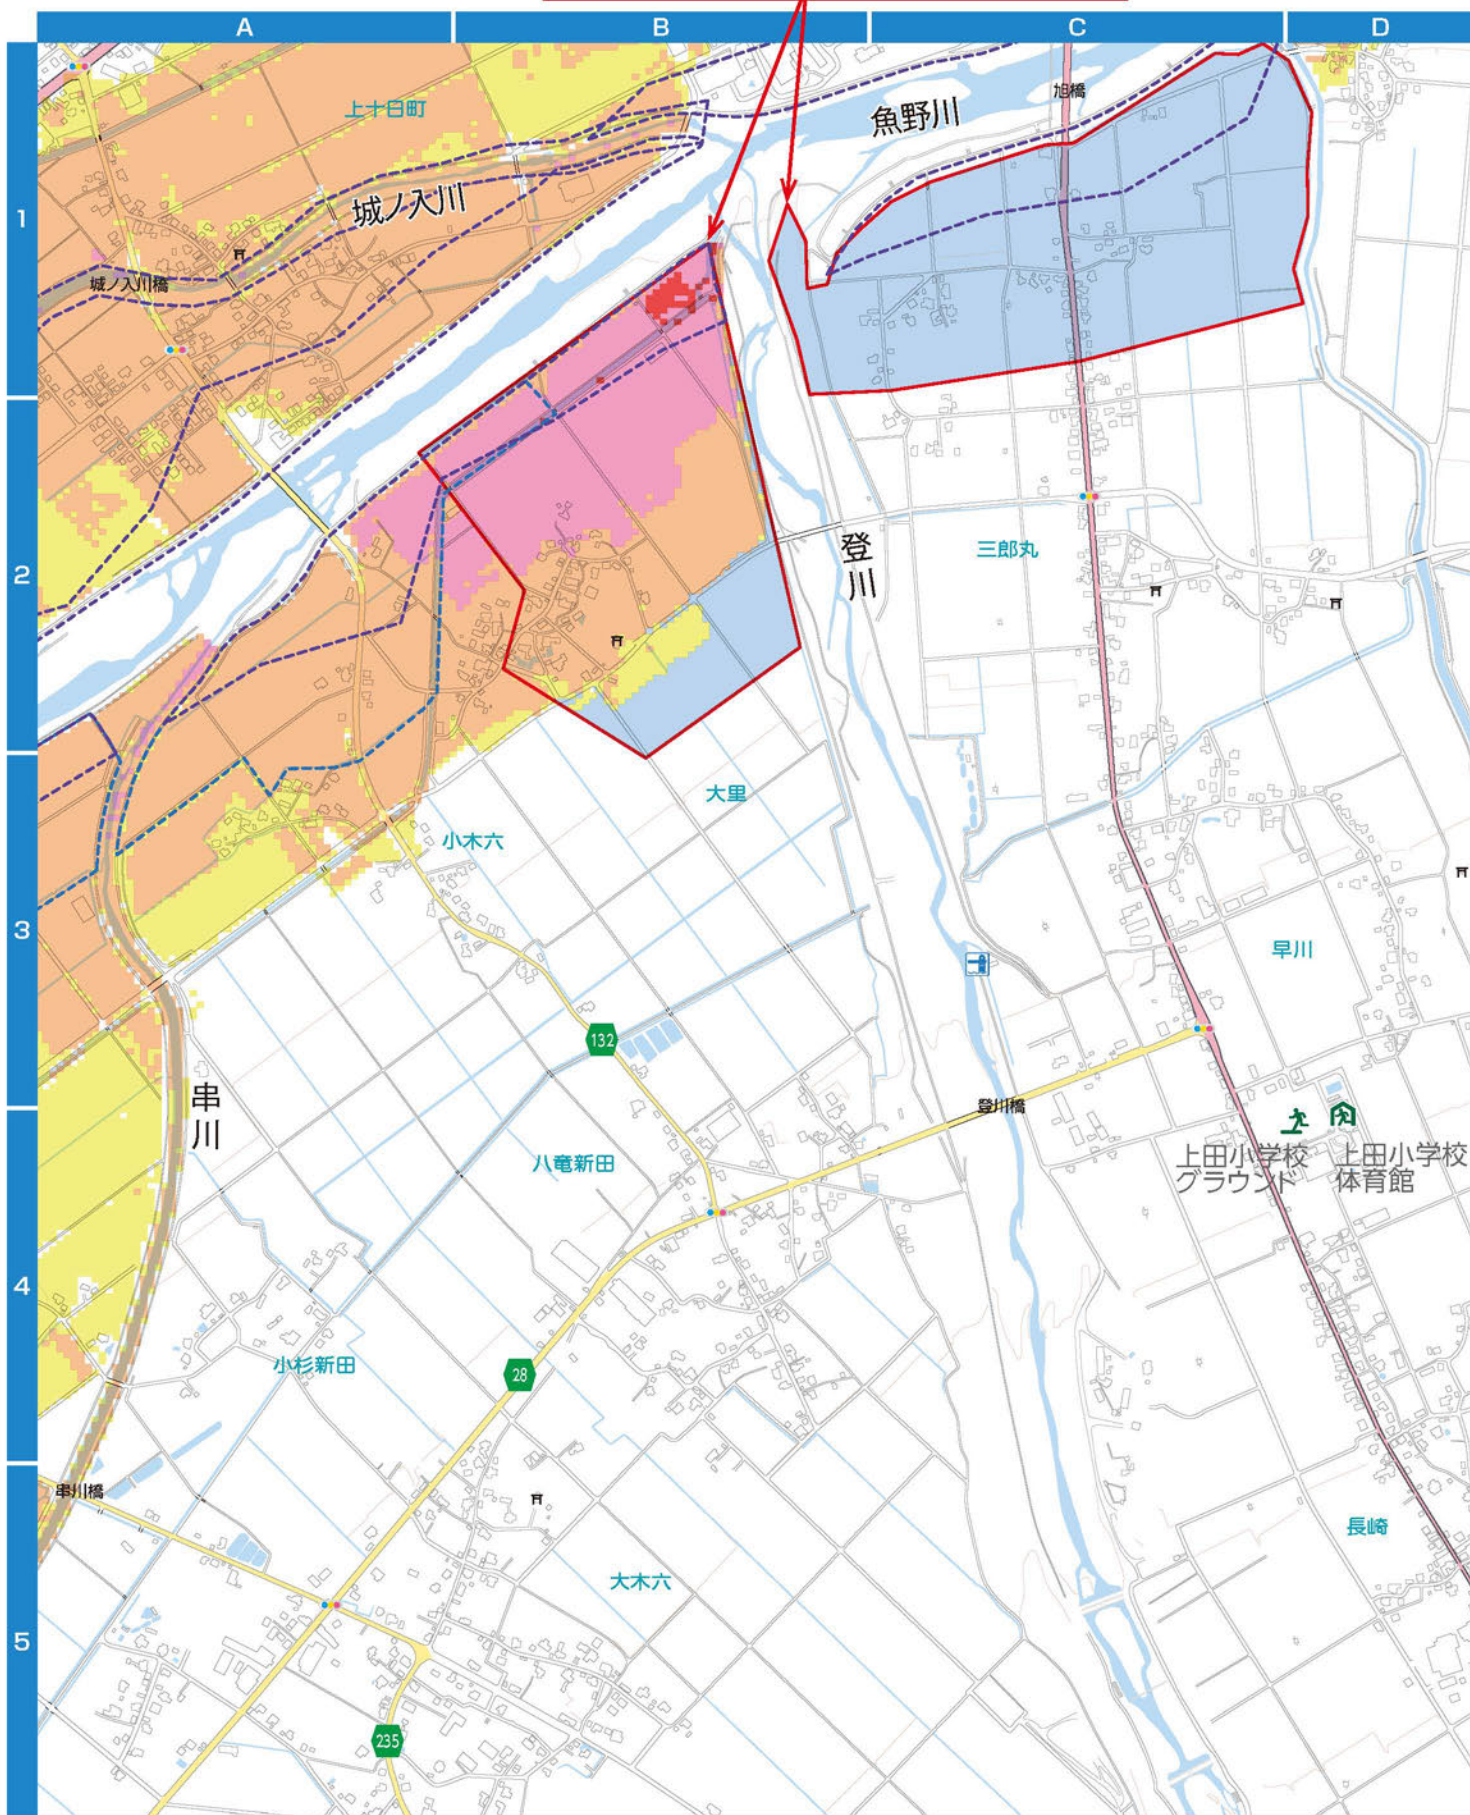 A
B
C
D
1
2
3
4
5
上十日町
魚野川
旭橋
城ノ入川
城ノ入川橋
登川
三郎丸
大里
小木六
早川
132
串川
登川橋
八竜新田
上田小学校
グラウンド
上田小学校
体育館
小杉新田
28
串川橋
長崎
大木六
235